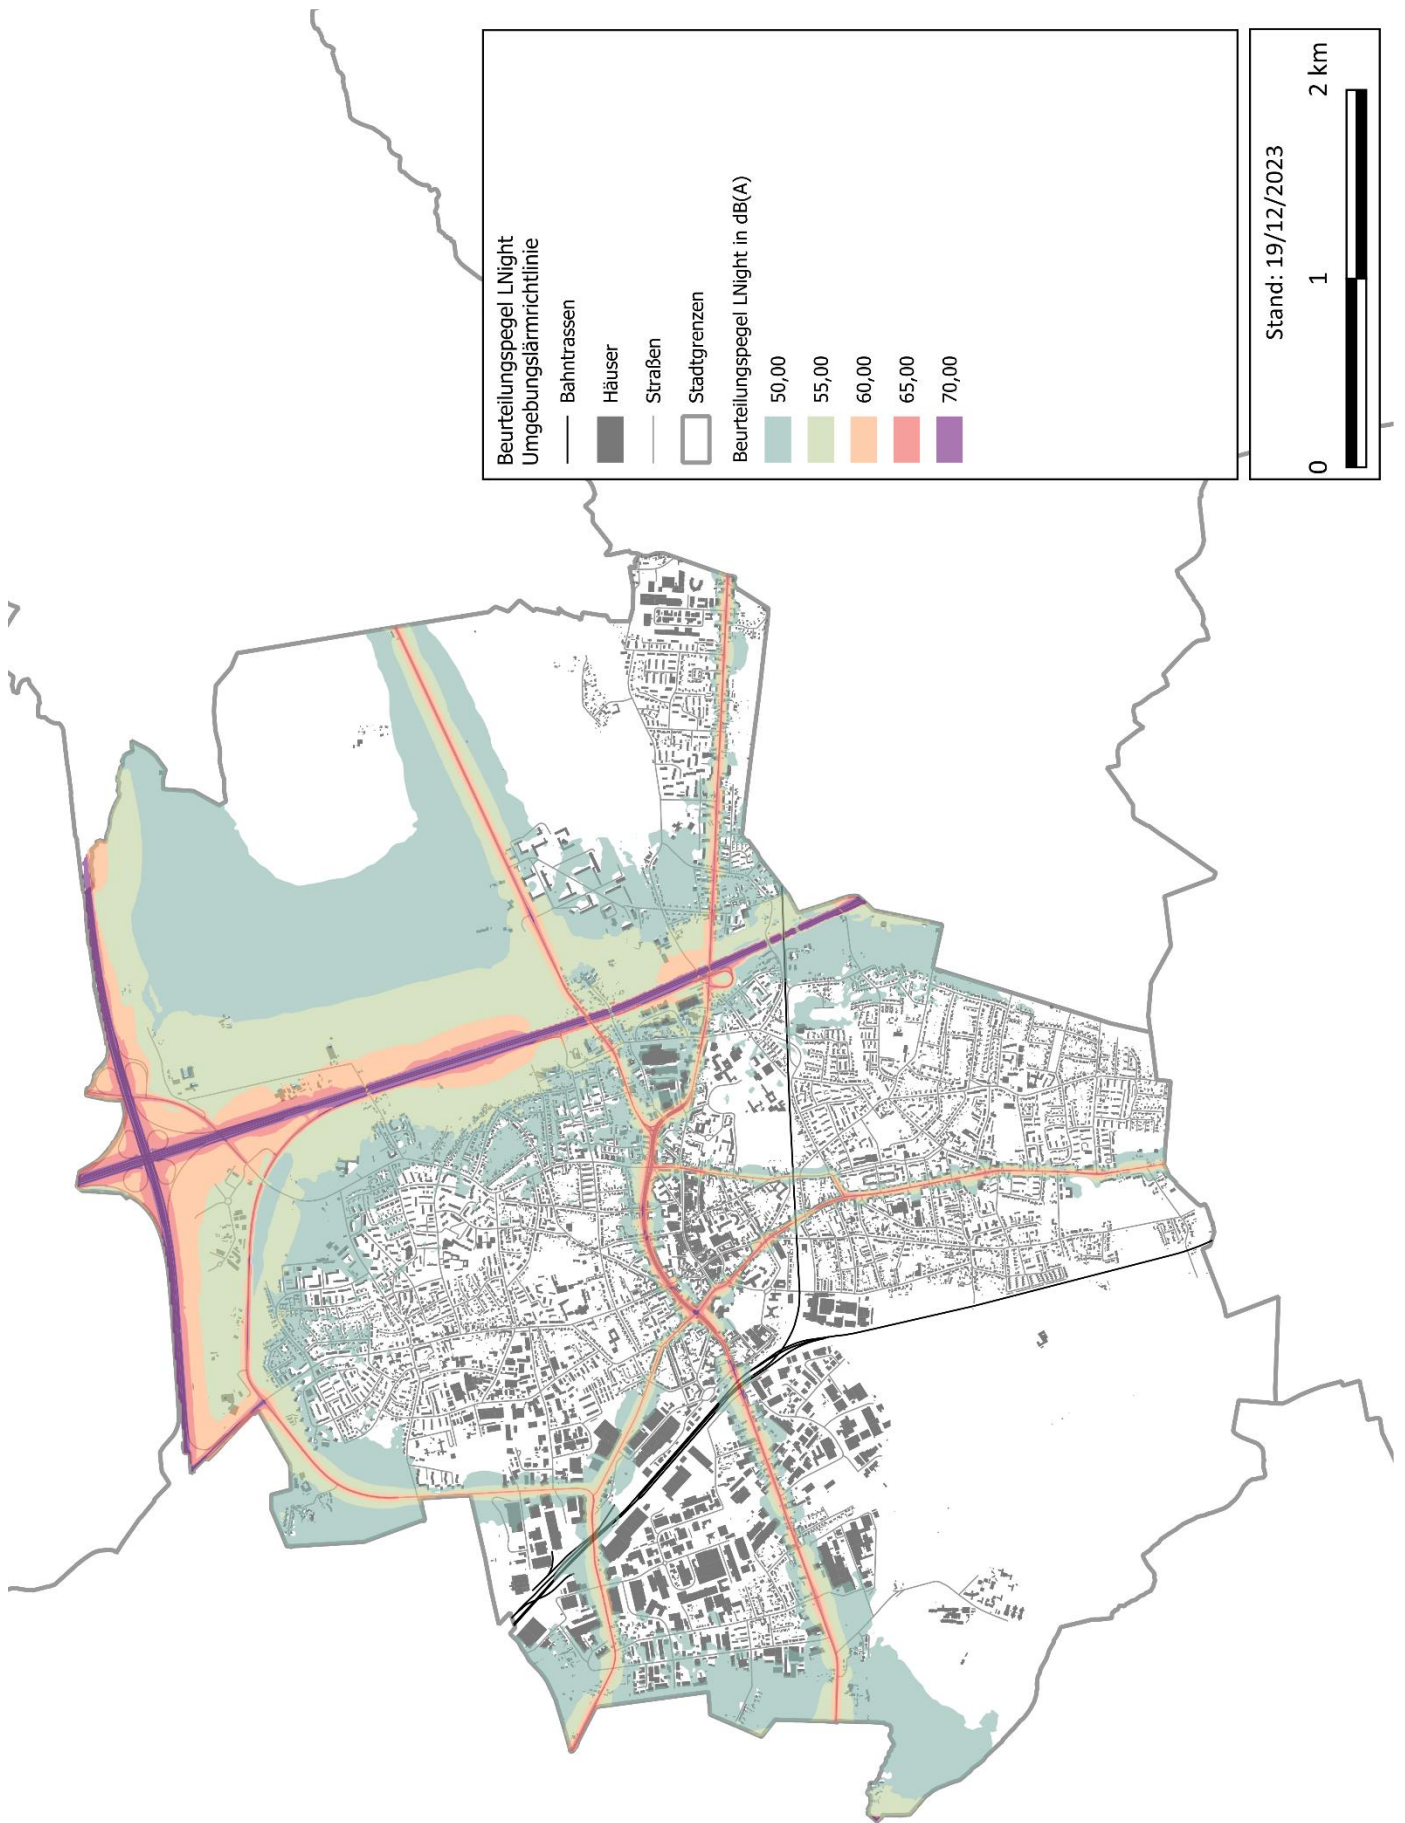 Beurteilungspegel LNight
Umgebungslärmrichtlinie
Bahntrassen
Häuser
Straßen
Stadtgrenzen
Beurteilungspegel LNight in dB(A)
50,00
55,00
60,00
65,00
70,00
Stand: 19/12/2023
0 1 2 km